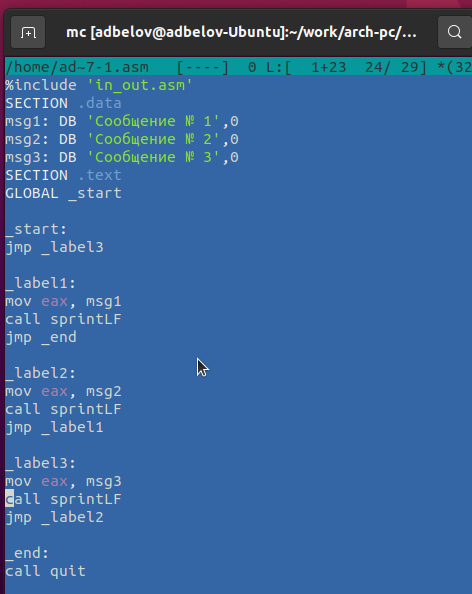 mc [adbelov@adbelov-Ubuntu]:~/work/arch-pc/...
/home/ad~7-1.asm [----] 0 L:[ 1+23 24/ 29] *(32
%include 'in_out.asm'
SECTION .data
msg1: DB 'Сообщение № 1',0
msg2: DB 'Сообщение № 2',0
msg3: DB 'Сообщение № 3',0
SECTION .text
GLOBAL _start
_start:
jmp _label3
_label1:
mov eax, msg1
call sprintLF
jmp _end
_label2:
mov eax, msg2
call sprintLF
jmp _label1
_label3:
mov eax, msg3
call sprintLF
jmp _label2
_end:
call quit